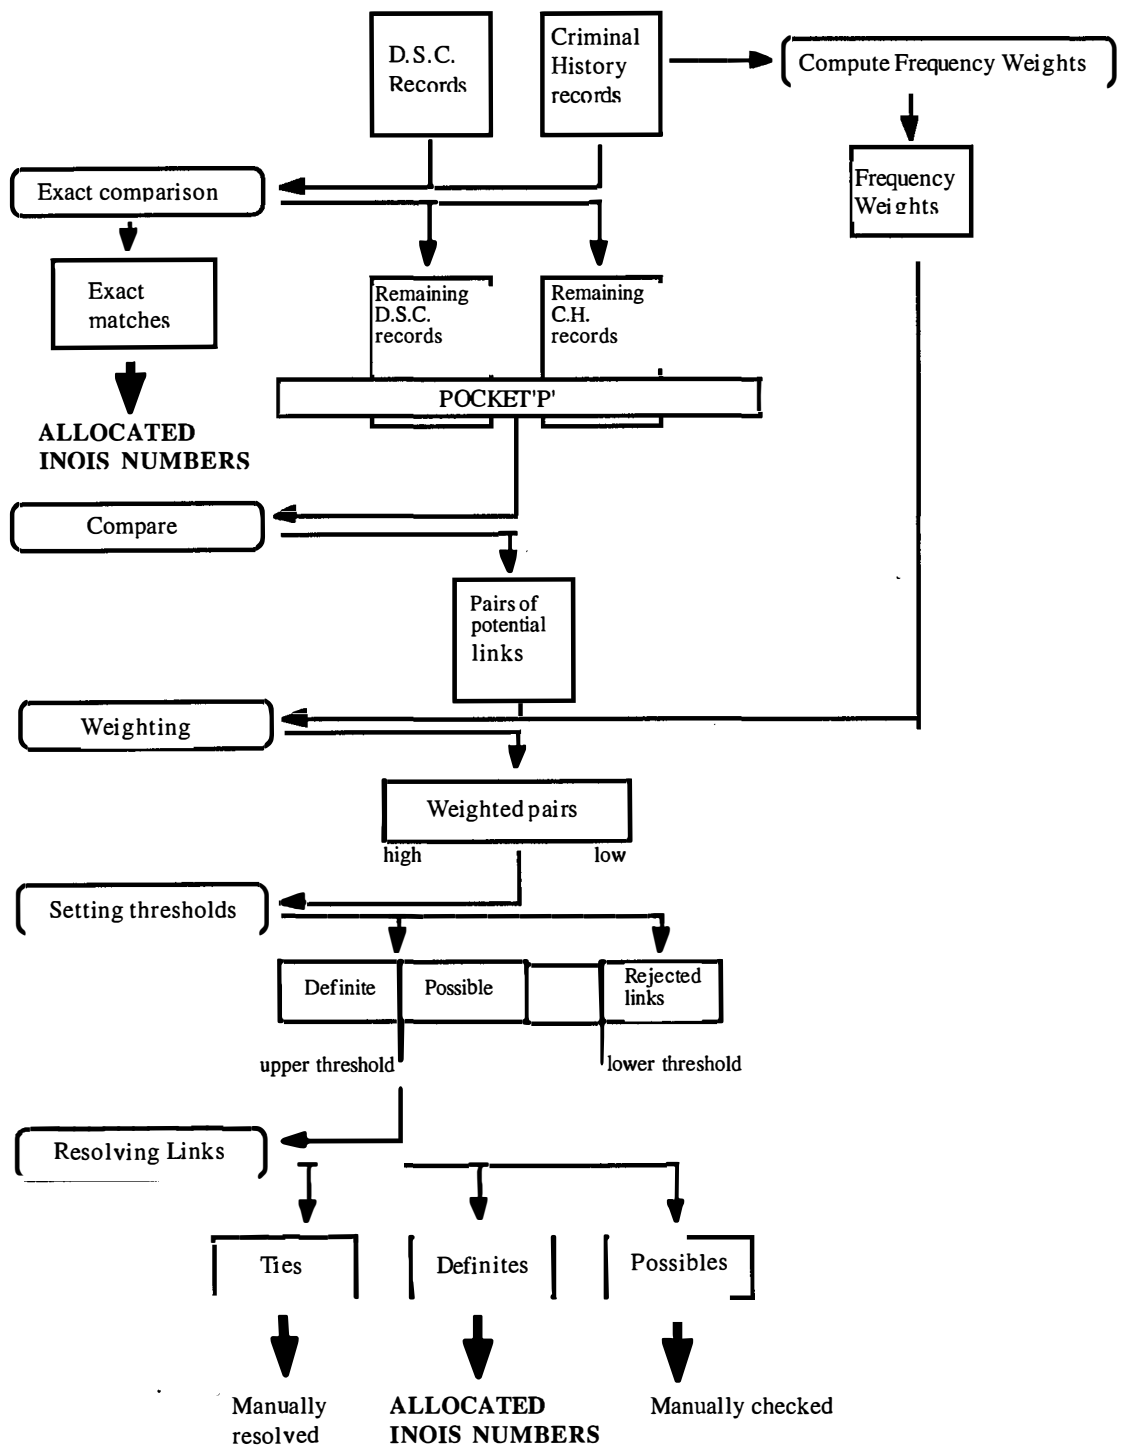 D.S.C.
Records
Criminal
History
records
Compute Frequency Weights
Frequency
Weights
Exact comparison
Exact
matches
Remaining
D.S.C.
records
Remaining
C.H.
records
POCKET'P'
ALLOCATED
INOIS NUMBERS
Compare
Pairs of
potential
links
Weighting
Weighted pairs
high
low
Setting thresholds
Definite
Possible
Rejected
links
upper threshold
lower threshold
Resolving Links
Ties
Definites
Possibles
Manually
resolved
ALLOCATED
INOIS NUMBERS
Manually checked